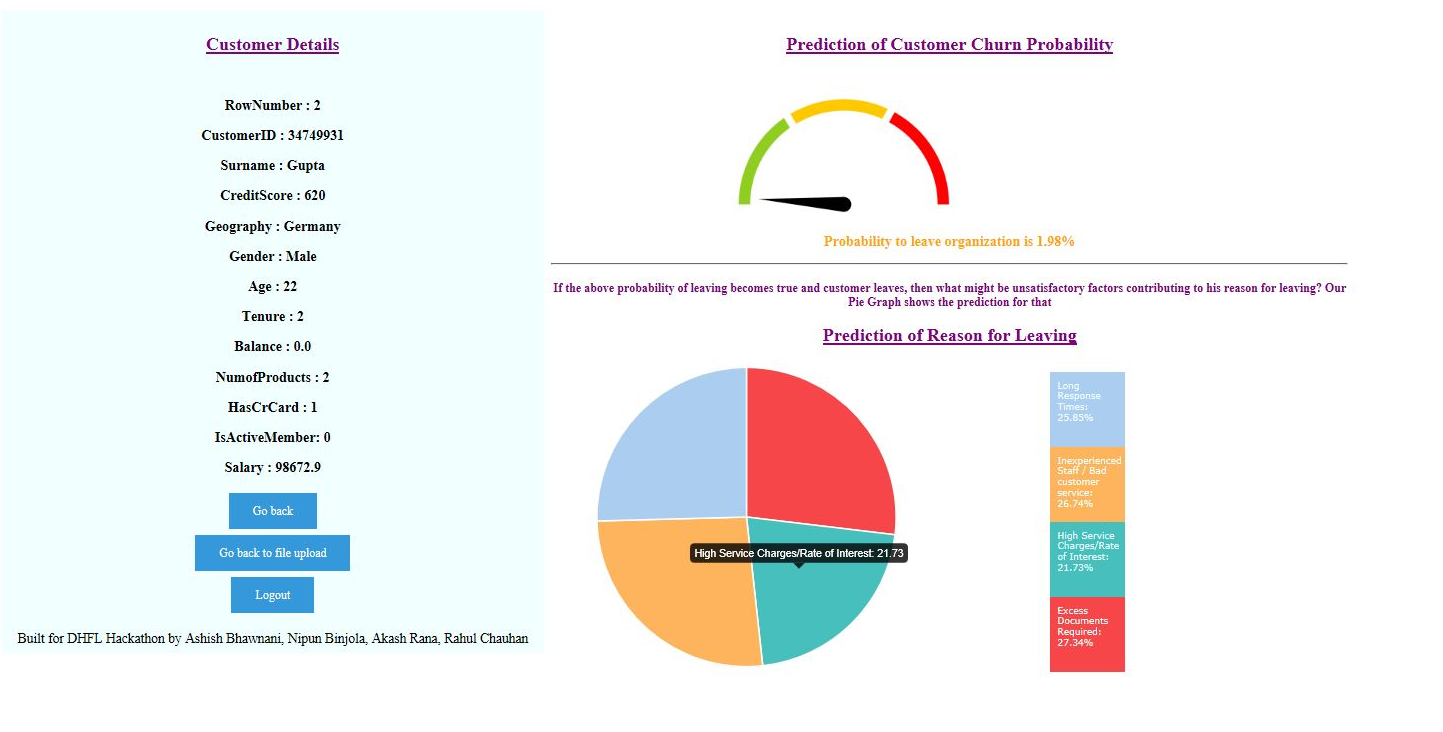 Customer Details
RowNumber : 2
CustomerID : 34749931
Surname : Gupta
CreditScore : 620
Geography : Germany
Gender : Male
Age : 22
Tenure : 2
Balance : 0.0
NumofProducts : 2
HasCrCard : 1
IsActiveMember: 0
Salary : 98672.9
Go back
Go back to file upload
Logout
Built for DHFL Hackathon by Ashish Bhawnani, Nipun Binjola, Akash Rana, Rahul Chauhan
Prediction of Customer Churn Probability
Probability to leave organization is 1.98%
If the above probability of leaving becomes true and customer leaves, then what might be unsatisfactory factors contributing to his reason for leaving? Our
Pie Graph shows the prediction for that
Prediction of Reason for Leaving
High Service Charges/Rate of Interest: 21.73
Long
Response
Times:
25.85%
Inexperienced
Staff / Bad
customer
service:
26.74%
High Service
Charges/Rate
of Interest:
21.73%
Excess
Documents
Required:
27.34%